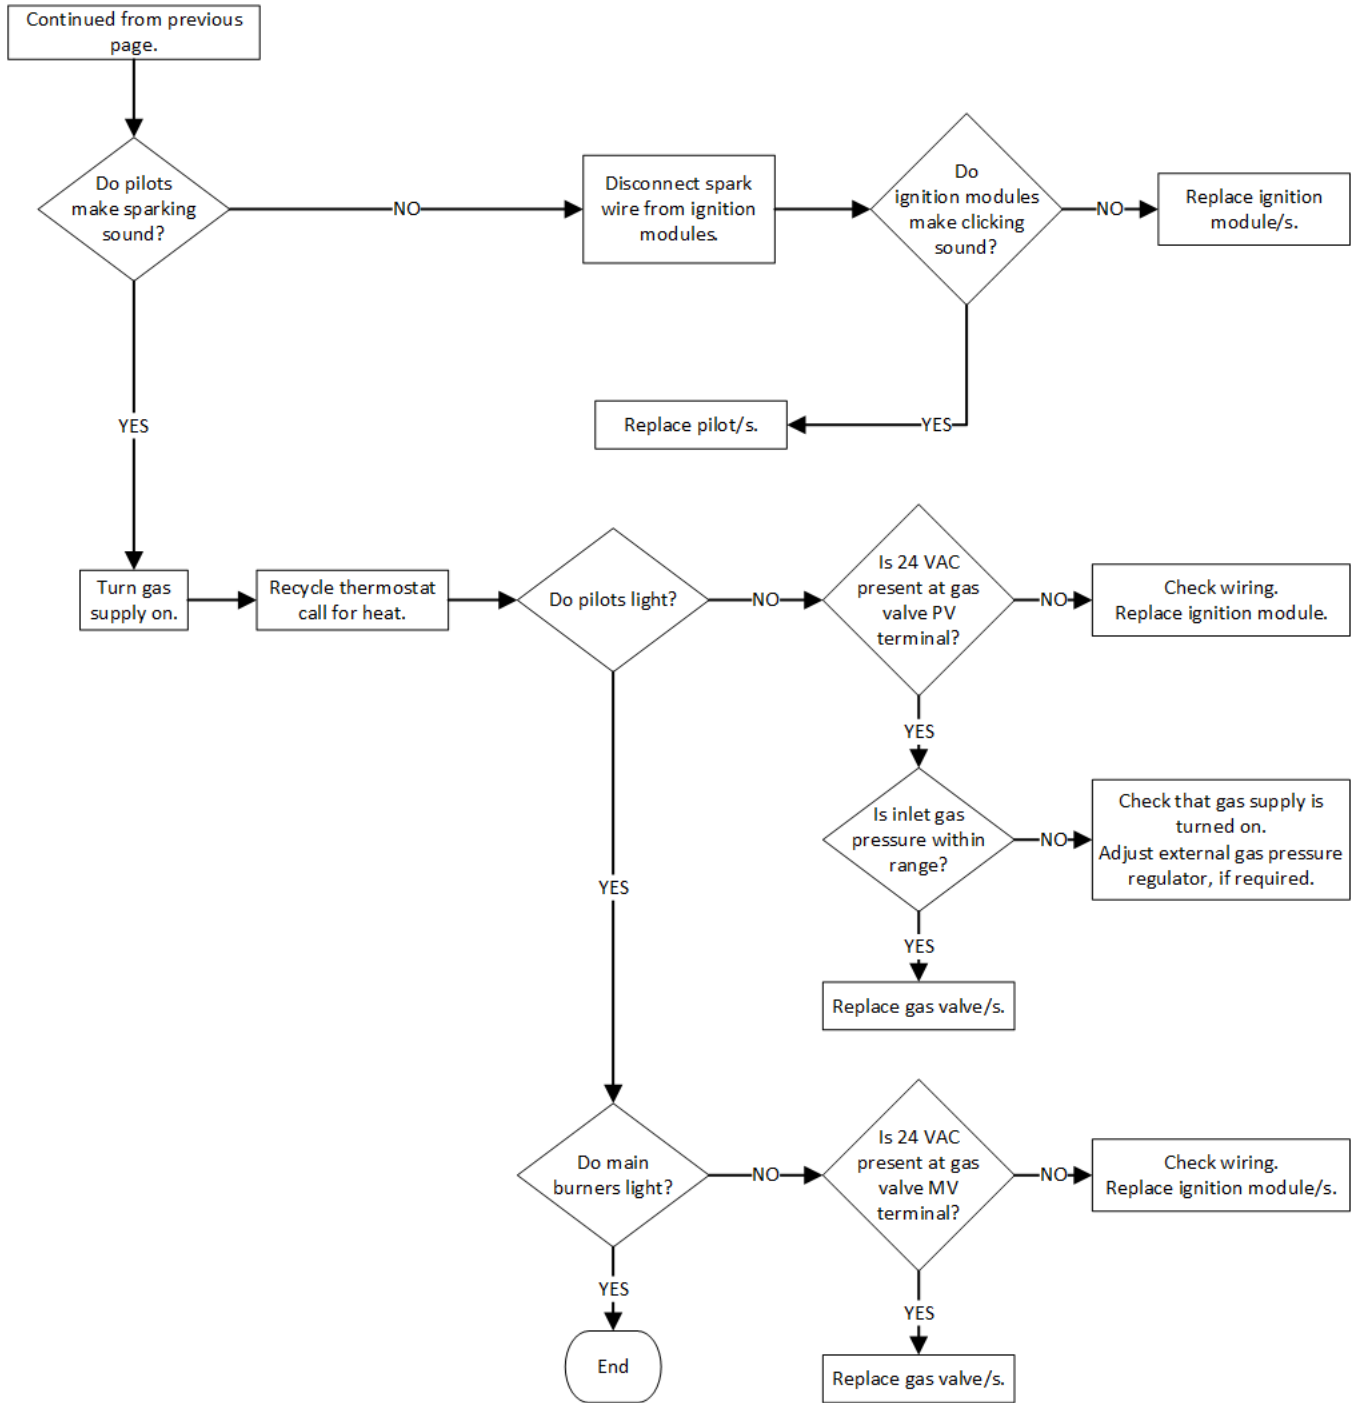 Continued from previous
page.
Do pilots
make sparking
sound?
NO
Disconnect spark
wire from ignition
modules.
Do
ignition modules
make clicking
sound?
NO
Replace ignition
module/s.
YES
Replace pilot/s.
YES
Turn gas
supply on.
Recycle thermostat
call for heat.
Do pilots light?
NO
Is 24 VAC
present at gas
valve PV
terminal?
NO
Check wiring.
Replace ignition module.
YES
Is inlet gas
pressure within
range?
NO
Check that gas supply is
turned on.
Adjust external gas pressure
regulator, if required.
YES
Replace gas valve/s.
YES
Do main
burners light?
NO
Is 24 VAC
present at gas
valve MV
terminal?
NO
Check wiring.
Replace ignition module/s.
YES
Replace gas valve/s.
YES
End